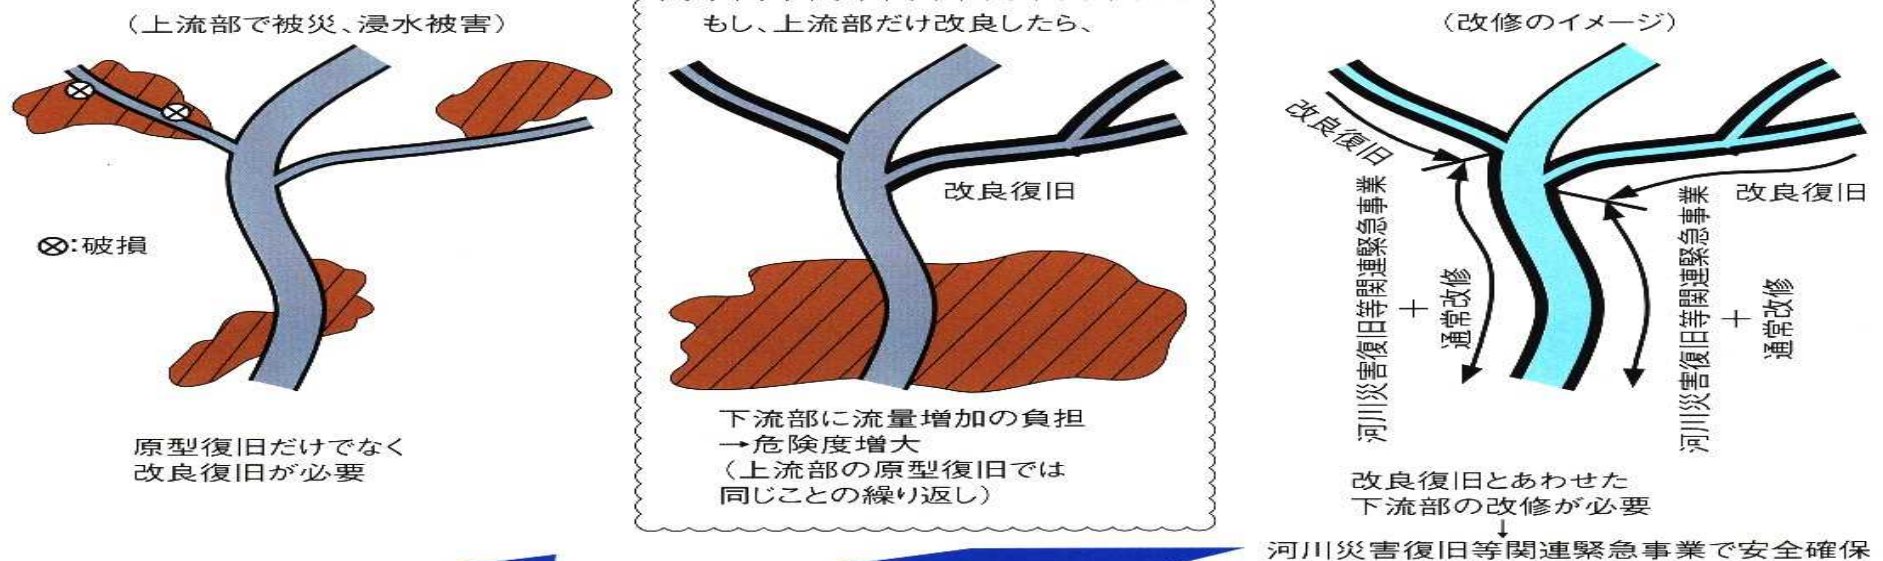 (上流部で被災、浸水被害)
⊗:破損
原型復旧だけでなく
改良復旧が必要
もし、上流部だけ改良したら、
改良復旧
下流部に流量増加の負担
→危険度増大
(上流部の原型復旧では
同じことの繰り返し)
(改修のイメージ)
改良復旧
河川災害復旧等関連緊急事業
+
通常改修
改良復旧
河川災害復旧等関連緊急事業
+
通常改修
改良復旧とあわせた
下流部の改修が必要
↓
河川災害復旧等関連緊急事業で安全確保